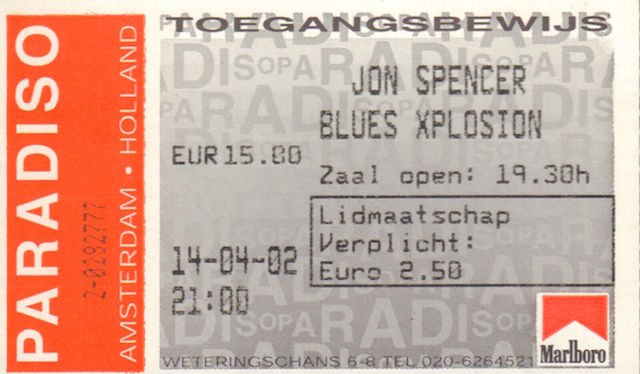 PARADISO
AMSTERDAM • HOLLAND
2-0292777
TOEGANGSBEWIJS
JON SPENCER
BLUES XPLOSION
EUR 15.00
Zaal open: 19.30h
Lidmaatschap
Verplicht:
Euro 2.50
14-04-02
21:00
WETERINGSCHANS 6-8 TEL 020-6264521
Marlboro